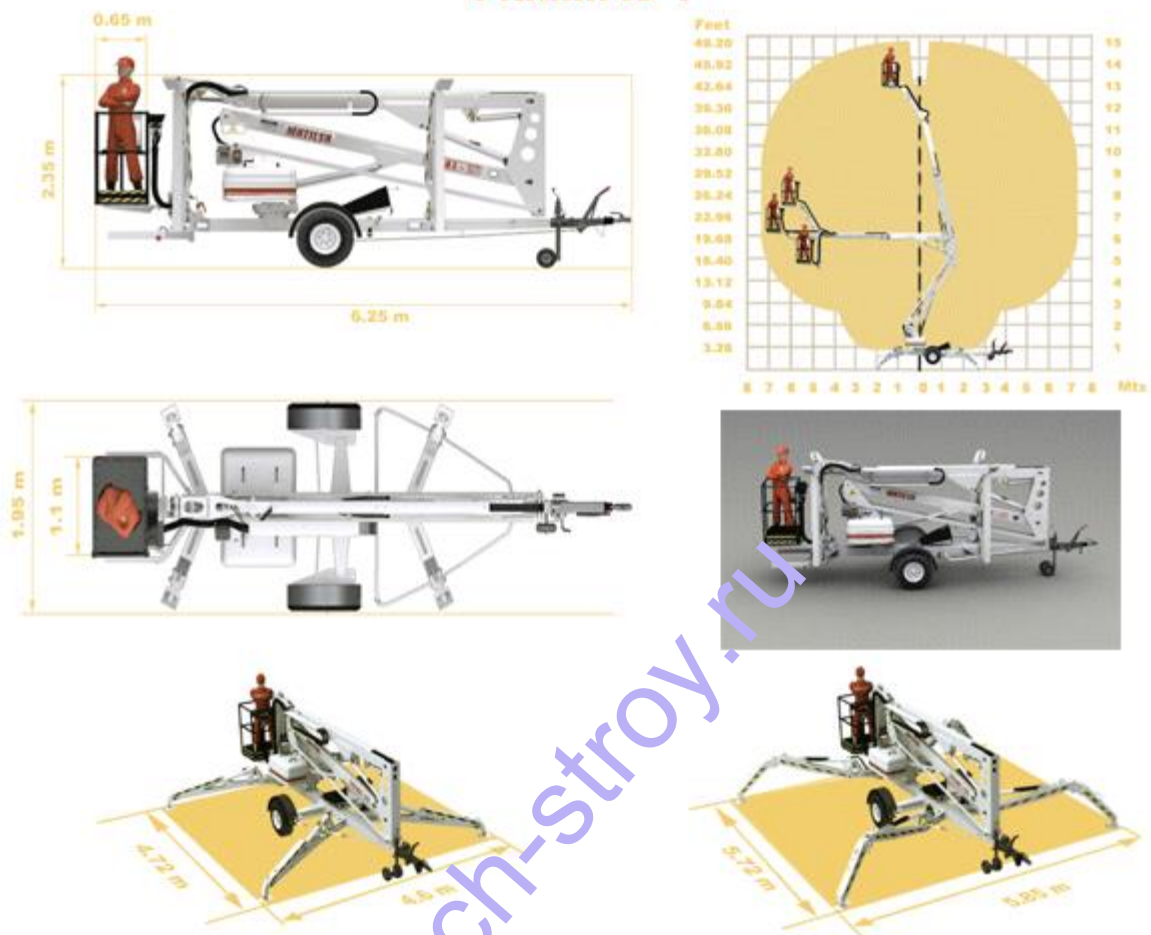 0.65 m
2.35 m
6.25 m
MATILSA
Feet
49.20 15
45.92 14
42.64 13
39.36 12
36.08 11
32.80 10
29.52 9
26.24 8
22.96 7
19.68 6
16.40 5
13.12 4
9.84 3
6.56 2
3.28 1
8 7 6 5 4 3 2 1 0 1 2 3 4 5 6 7 8 Mts
1.95 m
1.1 m
MATILSA
4.72 m
4.6 m
5.72 m
5.85 m
ch-stroy.ru